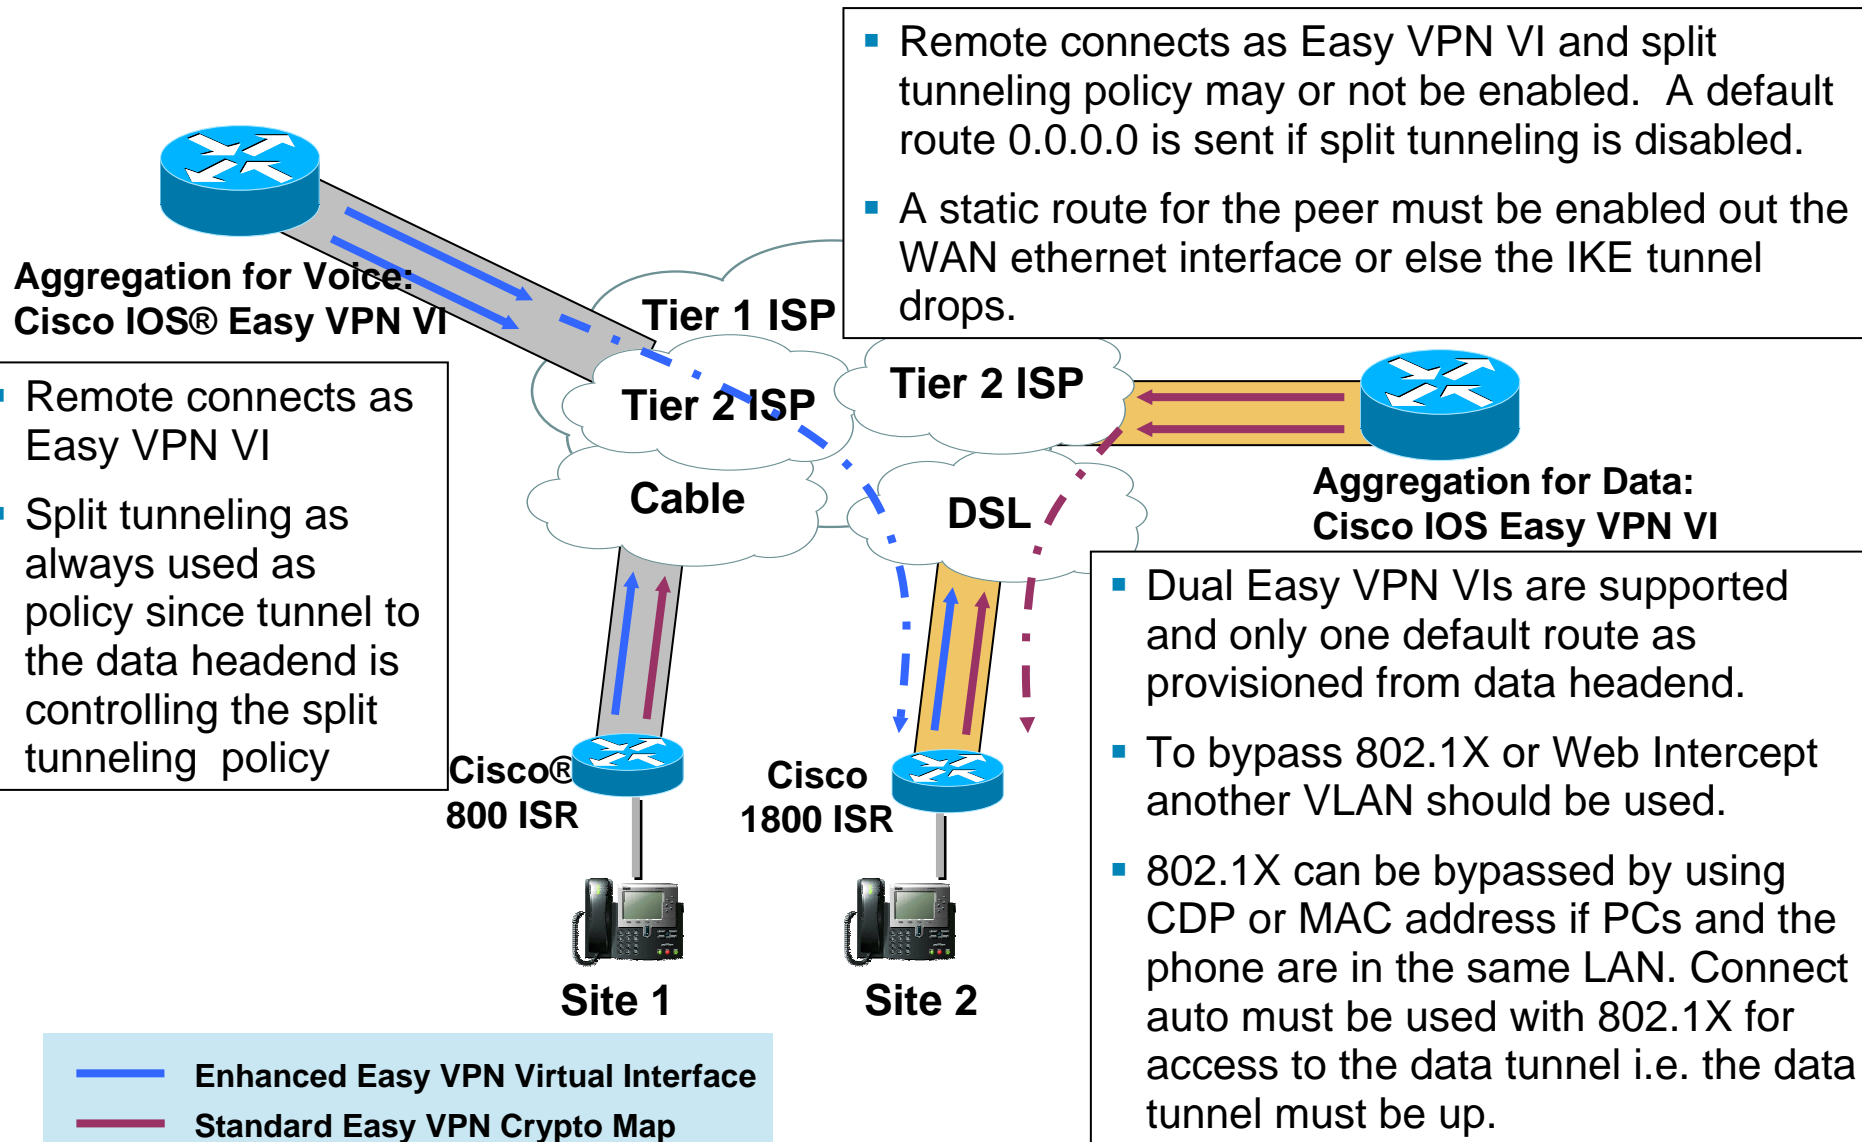 Remote connects as Easy VPN VI and split
tunneling policy may or not be enabled.  A default
route 0.0.0.0 is sent if split tunneling is disabled.
A static route for the peer must be enabled out the
WAN ethernet interface or else the IKE tunnel
drops.
Aggregation for Voice:
Cisco IOS® Easy VPN VI
Tier 1 ISP
Tier 2 ISP
Tier 2 ISP
Cable
DSL
Remote connects as
Easy VPN VI
Split tunneling as
always used as
policy since tunnel to
the data headend is
controlling the split
tunneling  policy
Aggregation for Data:
Cisco IOS Easy VPN VI
Dual Easy VPN VIs are supported
and only one default route as
provisioned from data headend.
To bypass 802.1X or Web Intercept
another VLAN should be used.
802.1X can be bypassed by using
CDP or MAC address if PCs and the
phone are in the same LAN. Connect
auto must be used with 802.1X for
access to the data tunnel i.e. the data
tunnel must be up.
Cisco®
800 ISR
Cisco
1800 ISR
Site 1
Site 2
Enhanced Easy VPN Virtual Interface
Standard Easy VPN Crypto Map